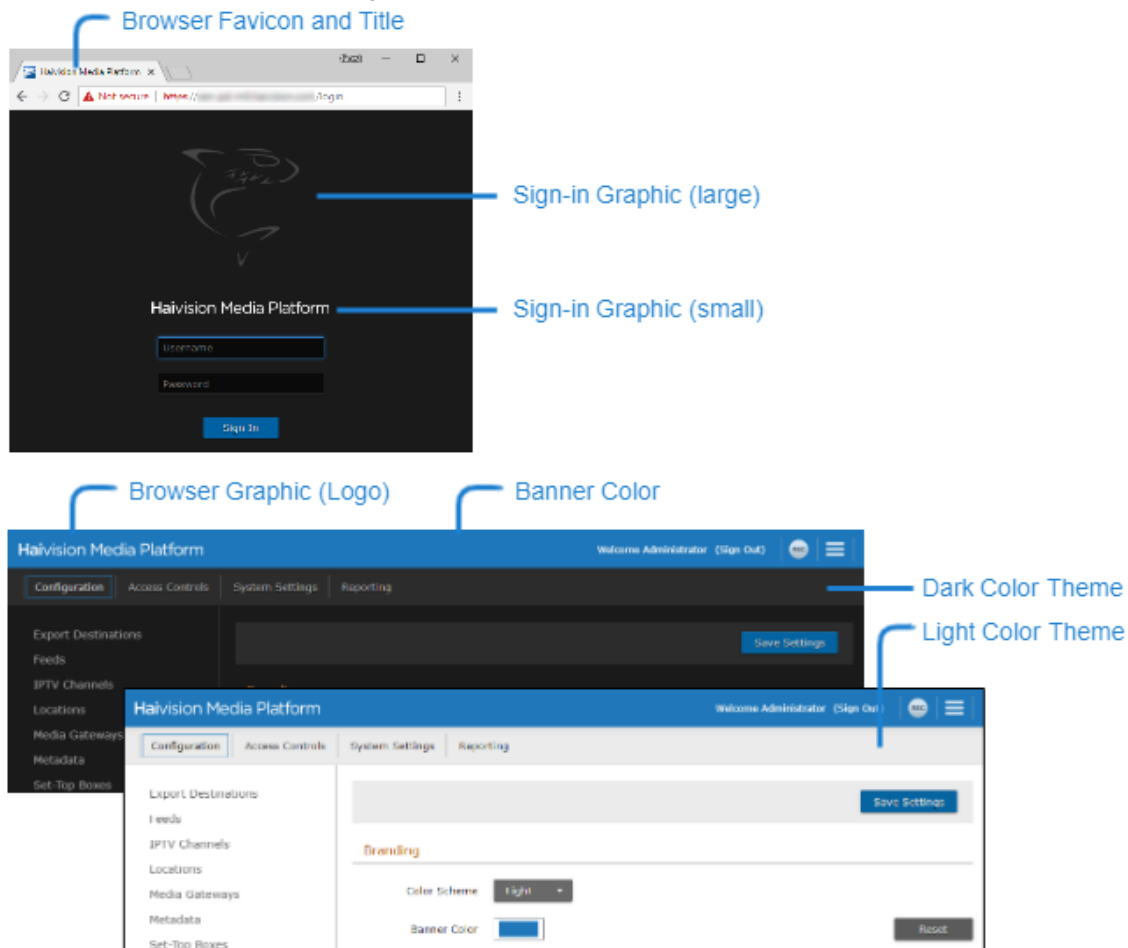 Browser Favicon and Title
Haivision Media Platform ×
Not secure | https:// /login
Sign-in Graphic (large)
Haivision Media Platform
Sign-in Graphic (small)
Username
Password
Sign In
Browser Graphic (Logo)
Banner Color
Haivision Media Platform
Welcome Administrator (Sign Out)
REC
Configuration
Access Controls
System Settings
Reporting
Dark Color Theme
Light Color Theme
Export Destinations
Save Settings
Feeds
IPTV Channels
Locations
Media Gateways
Metadata
Set-Top Boxes
Haivision Media Platform
Welcome Administrator (Sign Out)
REC
Configuration
Access Controls
System Settings
Reporting
Export Destinations
Save Settings
Feeds
IPTV Channels
Branding
Locations
Media Gateways
Color Scheme Light
Metadata
Banner Color
Reset
Set-Top Boxes